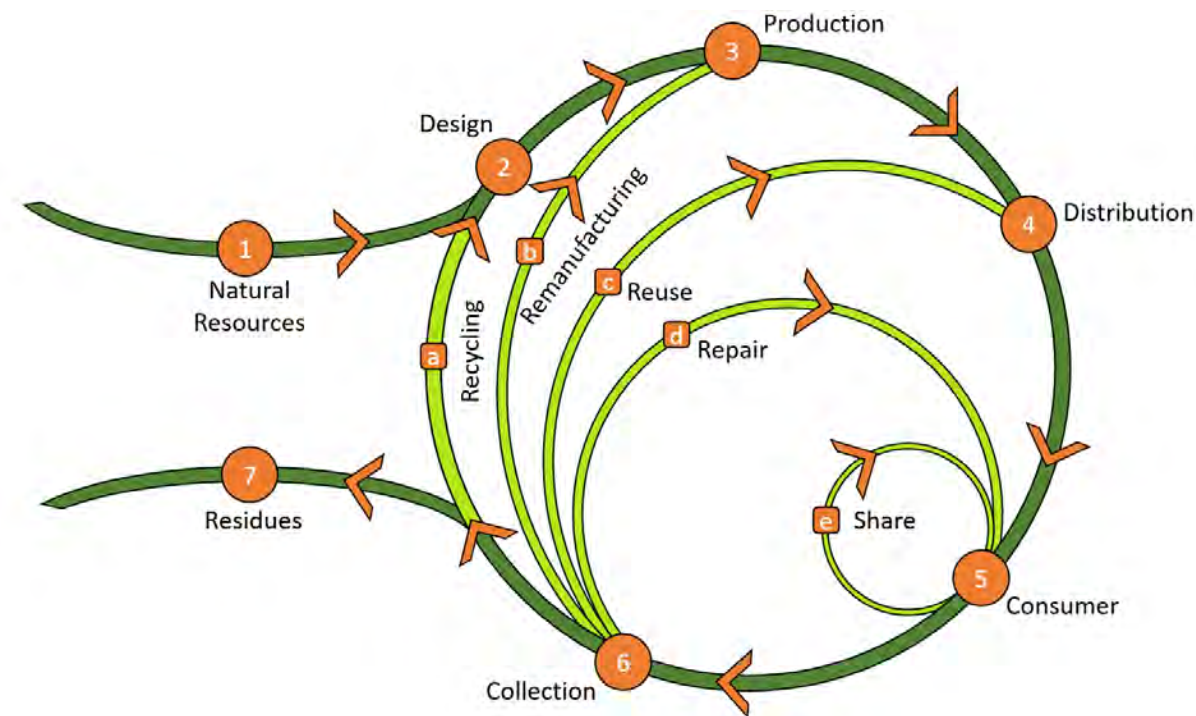 3
Production
Design
2
4
Distribution
1
Natural
Resources
b
Remanufacturing
c
Reuse
a
Recycling
d
Repair
7
Residues
e
Share
5
Consumer
6
Collection